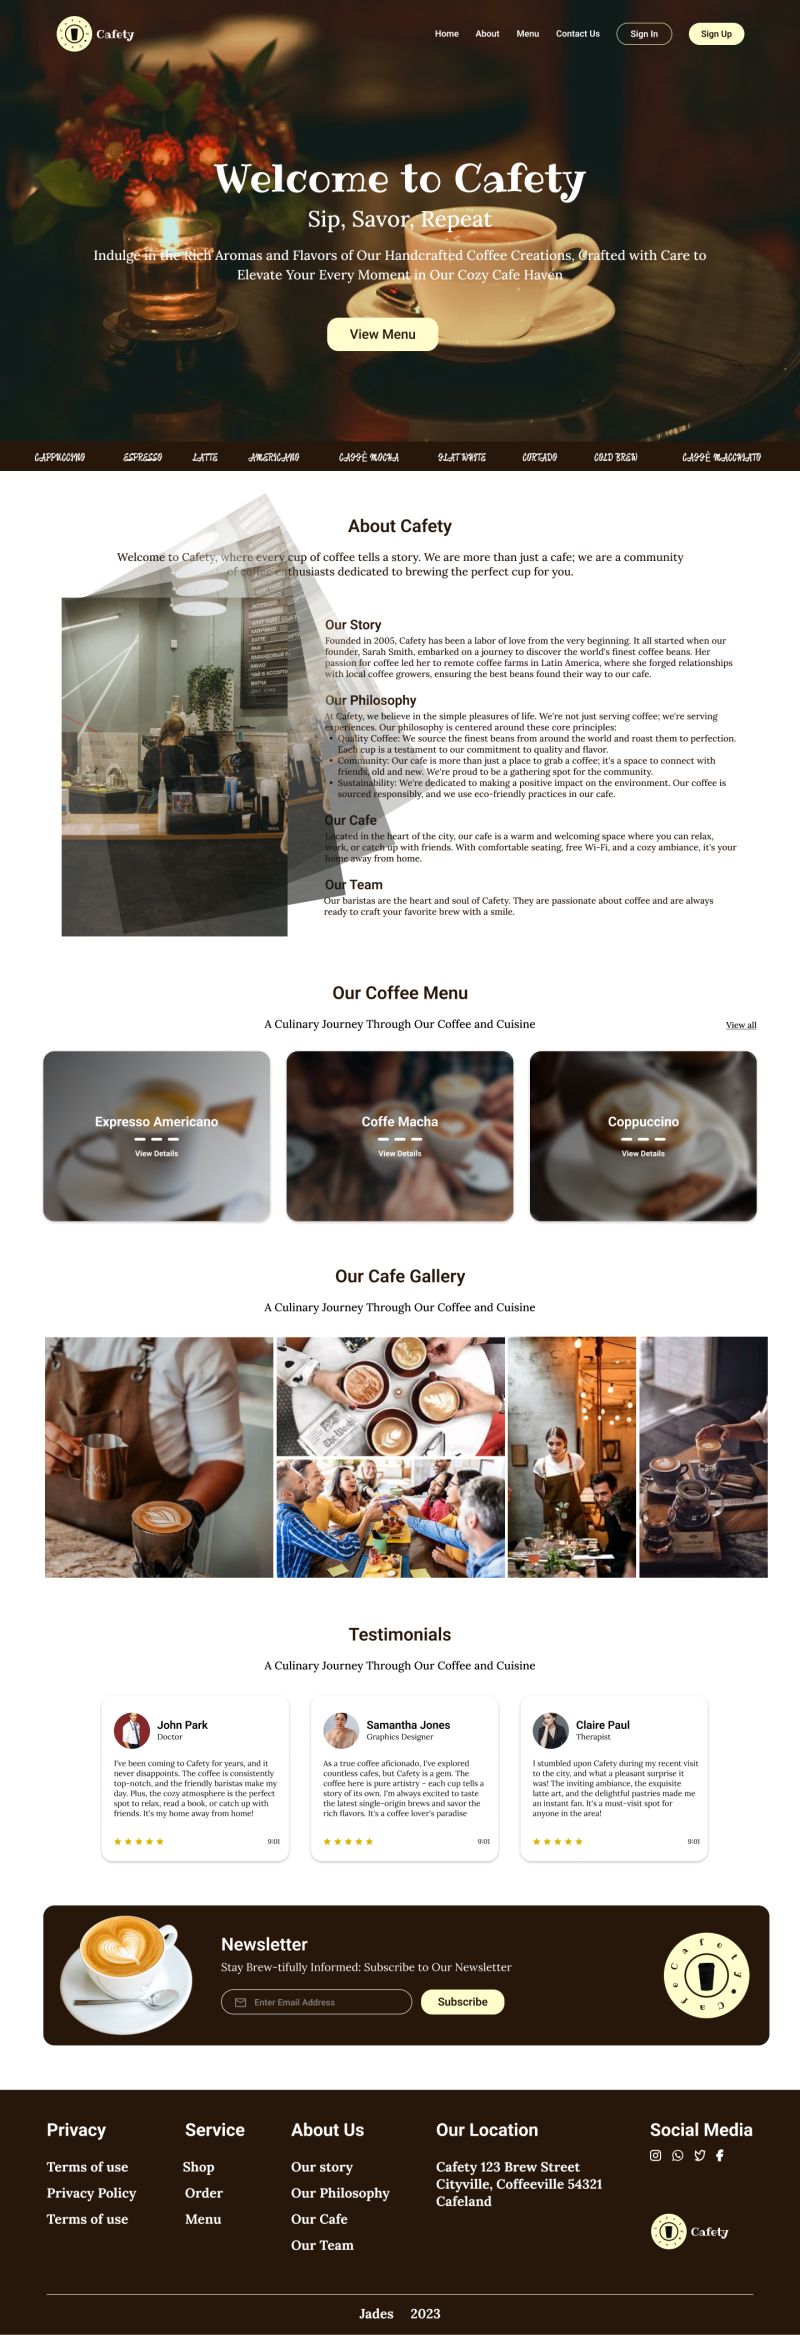 Cafety
Home About Menu Contact Us Sign In Sign Up
Welcome to Cafety
Sip, Savor, Repeat
Indulge in the Rich Aromas and Flavors of Our Handcrafted Coffee Creations, Crafted with Care to
Elevate Your Every Moment in Our Cozy Cafe Haven
View Menu
CAPPUCCINO ESPRESSO LATTE AMERICANO CAFFÈ MOCHA FLAT WHITE CORTADO COLD BREW CAFFÈ MACCHIATO
About Cafety
Welcome to Cafety, where every cup of coffee tells a story. We are more than just a cafe; we are a community
of coffee enthusiasts dedicated to brewing the perfect cup for you.
Our Story
Founded in 2005, Cafety has been a labor of love from the very beginning. It all started when our
founder, Sarah Smith, embarked on a journey to discover the world's finest coffee beans. Her
passion for coffee led her to remote coffee farms in Latin America, where she forged relationships
with local coffee growers, ensuring the best beans found their way to our cafe.
Our Philosophy
At Cafety, we believe in the simple pleasures of life. We're not just serving coffee; we're serving
experiences. Our philosophy is centered around these core principles:
• Quality Coffee: We source the finest beans from around the world and roast them to perfection.
Each cup is a testament to our commitment to quality and flavor.
• Community: Our cafe is more than just a place to grab a coffee; it's a space to connect with
friends, old and new. We're proud to be a gathering spot for the community.
• Sustainability: We're dedicated to making a positive impact on the environment. Our coffee is
sourced responsibly, and we use eco-friendly practices in our cafe.
Our Cafe
Located in the heart of the city, our cafe is a warm and welcoming space where you can relax,
work, or catch up with friends. With comfortable seating, free Wi-Fi, and a cozy ambiance, it's your
home away from home.
Our Team
Our baristas are the heart and soul of Cafety. They are passionate about coffee and are always
ready to craft your favorite brew with a smile.
Our Coffee Menu
A Culinary Journey Through Our Coffee and Cuisine
View all
Expresso Americano
View Details
Coffe Macha
View Details
Coppuccino
View Details
Our Cafe Gallery
A Culinary Journey Through Our Coffee and Cuisine
Testimonials
A Culinary Journey Through Our Coffee and Cuisine
John Park
Doctor
I've been coming to Cafety for years, and it
never disappoints. The coffee is consistently
top-notch, and the friendly baristas make my
day. Plus, the cozy atmosphere is the perfect
spot to relax, read a book, or catch up with
friends. It's my home away from home!
9:01
Samantha Jones
Graphics Designer
As a true coffee aficionado, I've explored
countless cafes, but Cafety is a gem. The
coffee here is pure artistry – each cup tells a
story of its own. I'm always excited to taste
the latest single-origin brews and savor the
rich flavors. It's a coffee lover's paradise
9:01
Claire Paul
Therapist
I stumbled upon Cafety during my recent visit
to the city, and what a pleasant surprise it
was! The inviting ambiance, the exquisite
latte art, and the delightful pastries made me
an instant fan. It's a must-visit spot for
anyone in the area!
9:01
Newsletter
Stay Brew-tifully Informed: Subscribe to Our Newsletter
Enter Email Address
Subscribe
Cafety Cafe
Privacy
Terms of use
Privacy Policy
Terms of use
Service
Shop
Order
Menu
About Us
Our story
Our Philosophy
Our Cafe
Our Team
Our Location
Cafety 123 Brew Street
Cityville, Coffeeville 54321
Cafeland
Social Media
Cafety
Jades 2023